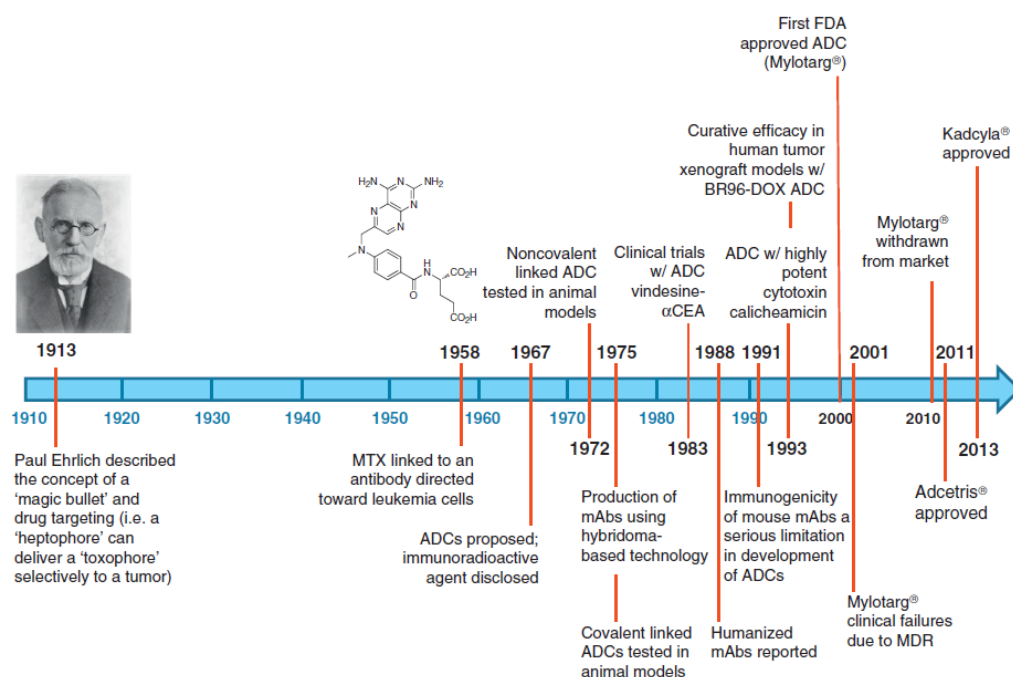 First FDA
approved ADC
(Mylotarg®)
Curative efficacy in
human tumor
xenograft models w/
BR96-DOX ADC
Kadcyla®
approved
H₂N
N
NH₂
N
N
N
N
H
N
CO₂H
O
CO₂H
Noncovalent
linked ADC
tested in animal
models
Clinical trials
w/ ADC
vindesine-
αCEA
ADC w/ highly
potent
cytotoxin
calicheamicin
Mylotarg®
withdrawn
from market
1913
1958
1967
1975
1988
1991
2001
2011
1910
1920
1930
1940
1950
1960
1970
1980
1990
2000
2010
1972
1983
1993
2013
Paul Ehrlich described
the concept of a
‘magic bullet’ and
drug targeting (i.e. a
‘heptophore’ can
deliver a ‘toxophore’
selectively to a tumor)
MTX linked to an
antibody directed
toward leukemia cells
ADCs proposed;
immunoradioactive
agent disclosed
Production of
mAbs using
hybridoma-
based technology
Covalent linked
ADCs tested in
animal models
Immunogenicity
of mouse mAbs a
serious limitation
in development
of ADCs
Humanized
mAbs reported
Adcetris®
approved
Mylotarg®
clinical failures
due to MDR